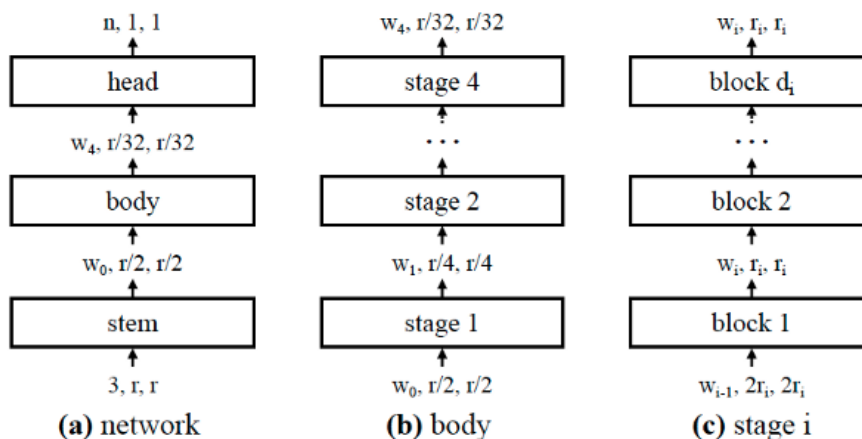 n, 1, 1
head
w₄, r/32, r/32
body
w₀, r/2, r/2
stem
3, r, r
(a) network
w₄, r/32, r/32
stage 4
...
stage 2
w₁, r/4, r/4
stage 1
w₀, r/2, r/2
(b) body
wᵢ, rᵢ, rᵢ
block dᵢ
...
block 2
wᵢ, rᵢ, rᵢ
block 1
wᵢ₋₁, 2rᵢ, 2rᵢ
(c) stage i